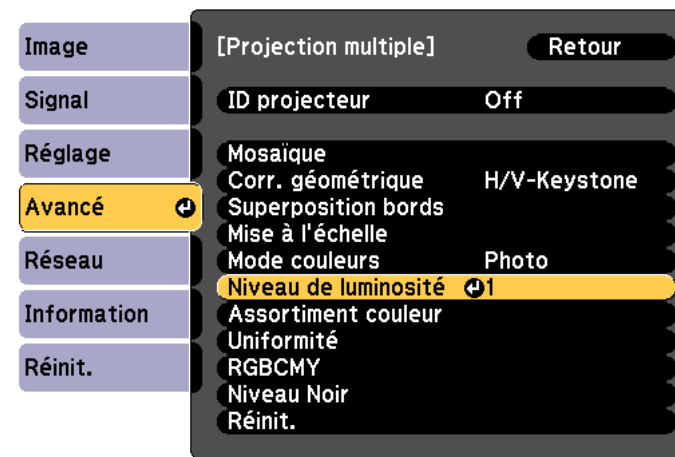 Image
Signal
Réglage
Avancé
Réseau
Information
Réinit.
[Projection multiple] Retour
ID projecteur Off
Mosaïque
Corr. géométrique H/V-Keystone
Superposition bords
Mise à l'échelle
Mode couleurs Photo
Niveau de luminosité 1
Assortiment couleur
Uniformité
RGBCMY
Niveau Noir
Réinit.